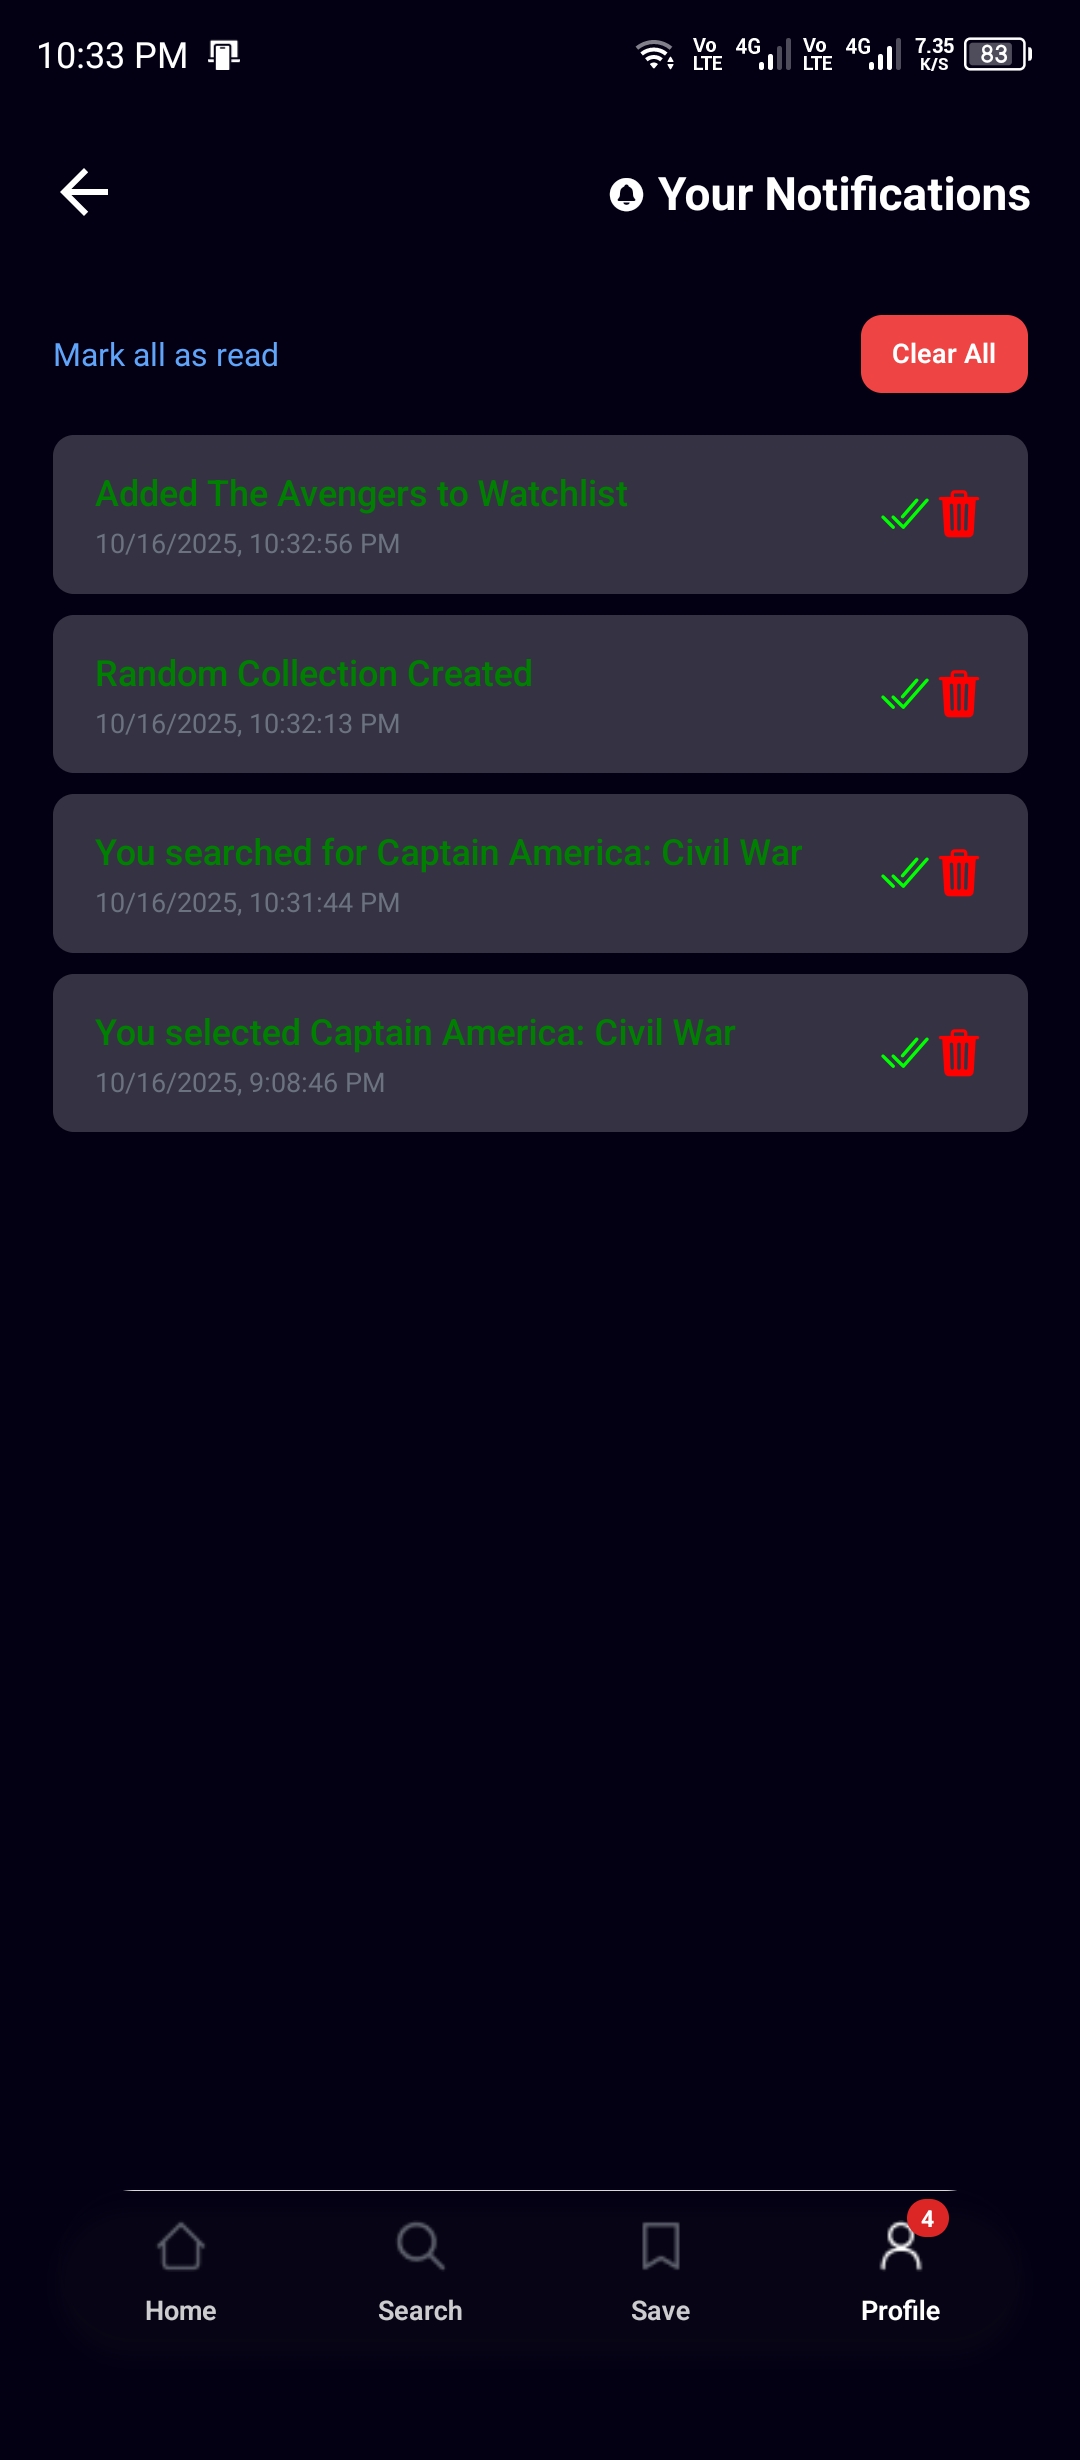 10:33 PM
Vo LTE 4G Vo LTE 4G 7.35 K/S 83
Your Notifications
Mark all as read
Clear All
Added The Avengers to Watchlist
10/16/2025, 10:32:56 PM
Random Collection Created
10/16/2025, 10:32:13 PM
You searched for Captain America: Civil War
10/16/2025, 10:31:44 PM
You selected Captain America: Civil War
10/16/2025, 9:08:46 PM
4
Home
Search
Save
Profile